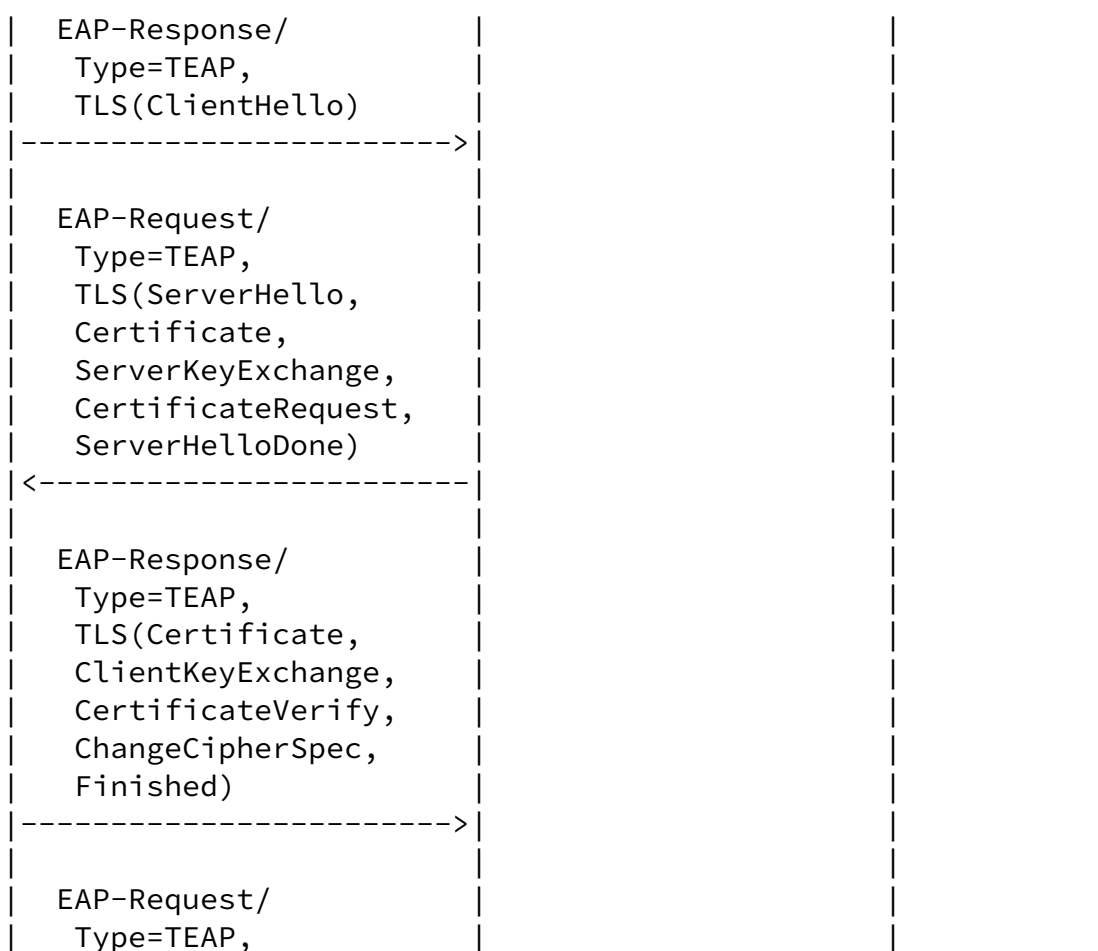 |  EAP-Response/          |                      |
|   Type=TEAP,            |                      |
|   TLS(ClientHello)      |                      |
|------------------------>|                      |
|                         |                      |
|  EAP-Request/           |                      |
|   Type=TEAP,            |                      |
|   TLS(ServerHello,      |                      |
|   Certificate,          |                      |
|   ServerKeyExchange,    |                      |
|   CertificateRequest,   |                      |
|   ServerHelloDone)      |                      |
|<------------------------|                      |
|                         |                      |
|  EAP-Response/          |                      |
|   Type=TEAP,            |                      |
|   TLS(Certificate,      |                      |
|   ClientKeyExchange,    |                      |
|   CertificateVerify,    |                      |
|   ChangeCipherSpec,     |                      |
|   Finished)             |                      |
|------------------------>|                      |
|                         |                      |
|  EAP-Request/           |                      |
|   Type=TEAP,            |                      |